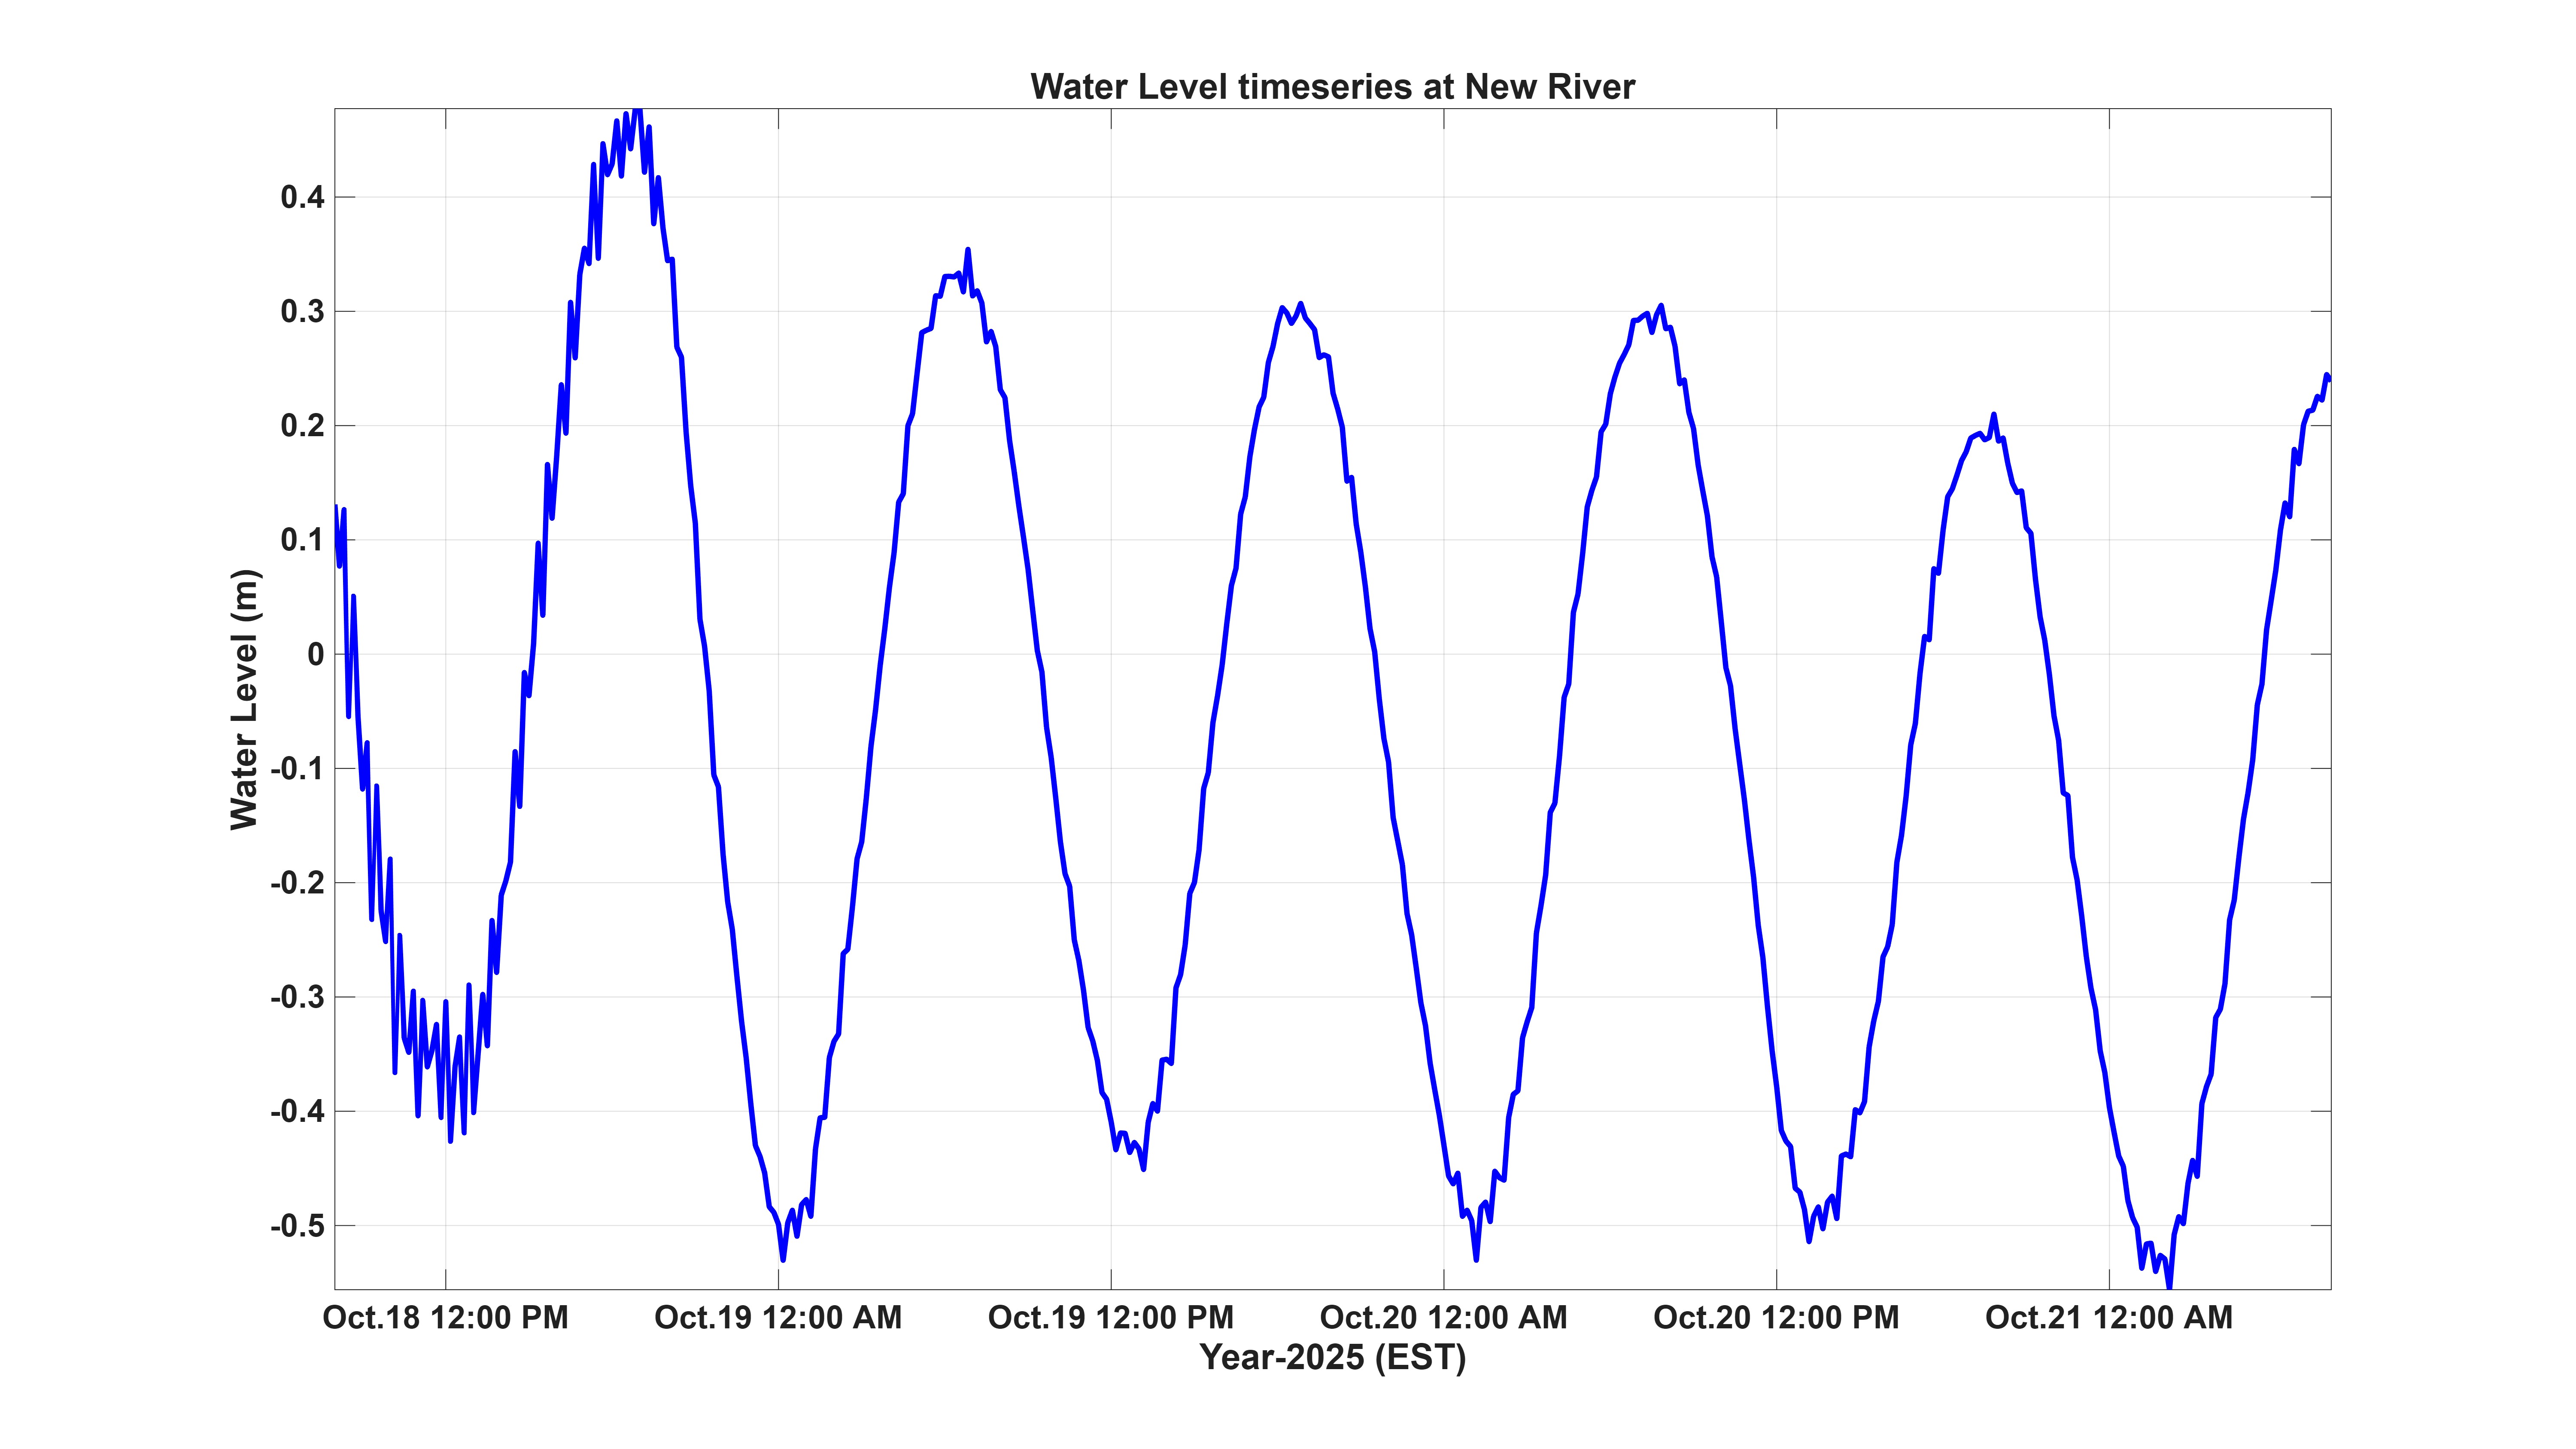 Water Level timeseries at New River
Water Level (m)
0.4
0.3
0.2
0.1
0
-0.1
-0.2
-0.3
-0.4
-0.5
Oct.18 12:00 PM
Oct.19 12:00 AM
Oct.19 12:00 PM
Oct.20 12:00 AM
Oct.20 12:00 PM
Oct.21 12:00 AM
Year-2025 (EST)